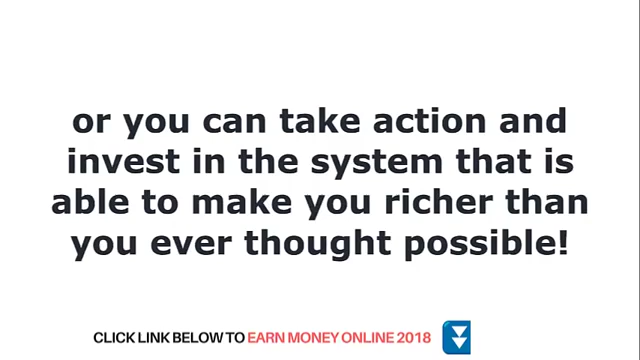 or you can take action and
invest in the system that is
able to make you richer than
you ever thought possible!
CLICK LINK BELOW TO EARN MONEY ONLINE 2018